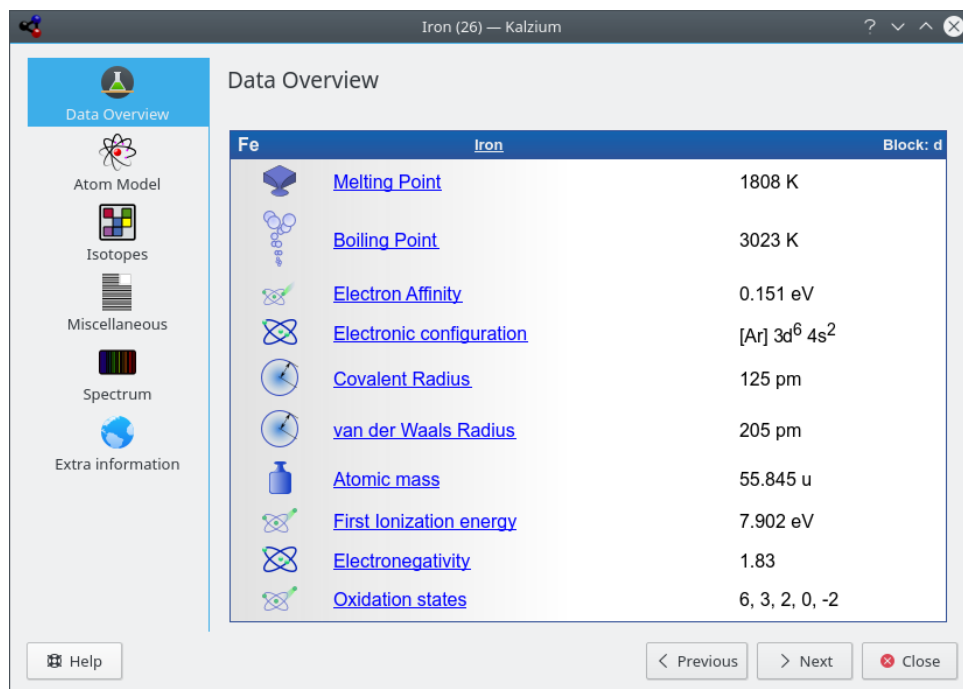 Iron (26) — Kalzium
Data Overview
Atom Model
Isotopes
Miscellaneous
Spectrum
Extra information
Data Overview
Fe Iron Block: d
Melting Point 1808 K
Boiling Point 3023 K
Electron Affinity 0.151 eV
Electronic configuration [Ar] 3d⁶ 4s²
Covalent Radius 125 pm
van der Waals Radius 205 pm
Atomic mass 55.845 u
First Ionization energy 7.902 eV
Electronegativity 1.83
Oxidation states 6, 3, 2, 0, -2
Help Previous Next Close